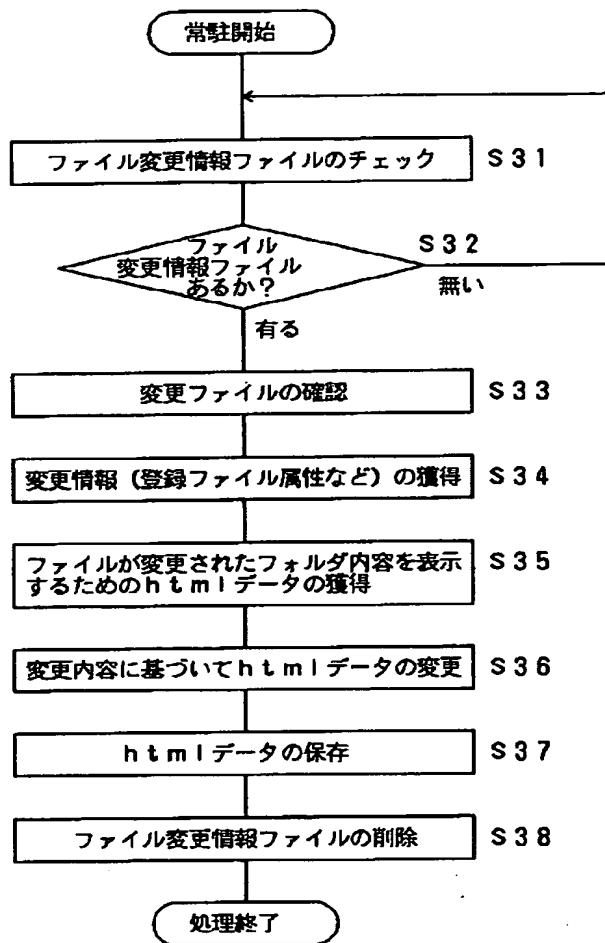 常駐開始
ファイル変更情報ファイルのチェック S31
ファイル
変更情報ファイル
あるか?
S32
無い
有る
変更ファイルの確認 S33
変更情報(登録ファイル属性など)の獲得 S34
ファイルが変更されたフォルダ内容を表示 S35
するためのhtmlデータの獲得
変更内容に基づいてhtmlデータの変更 S36
htmlデータの保存 S37
ファイル変更情報ファイルの削除 S38
処理終了